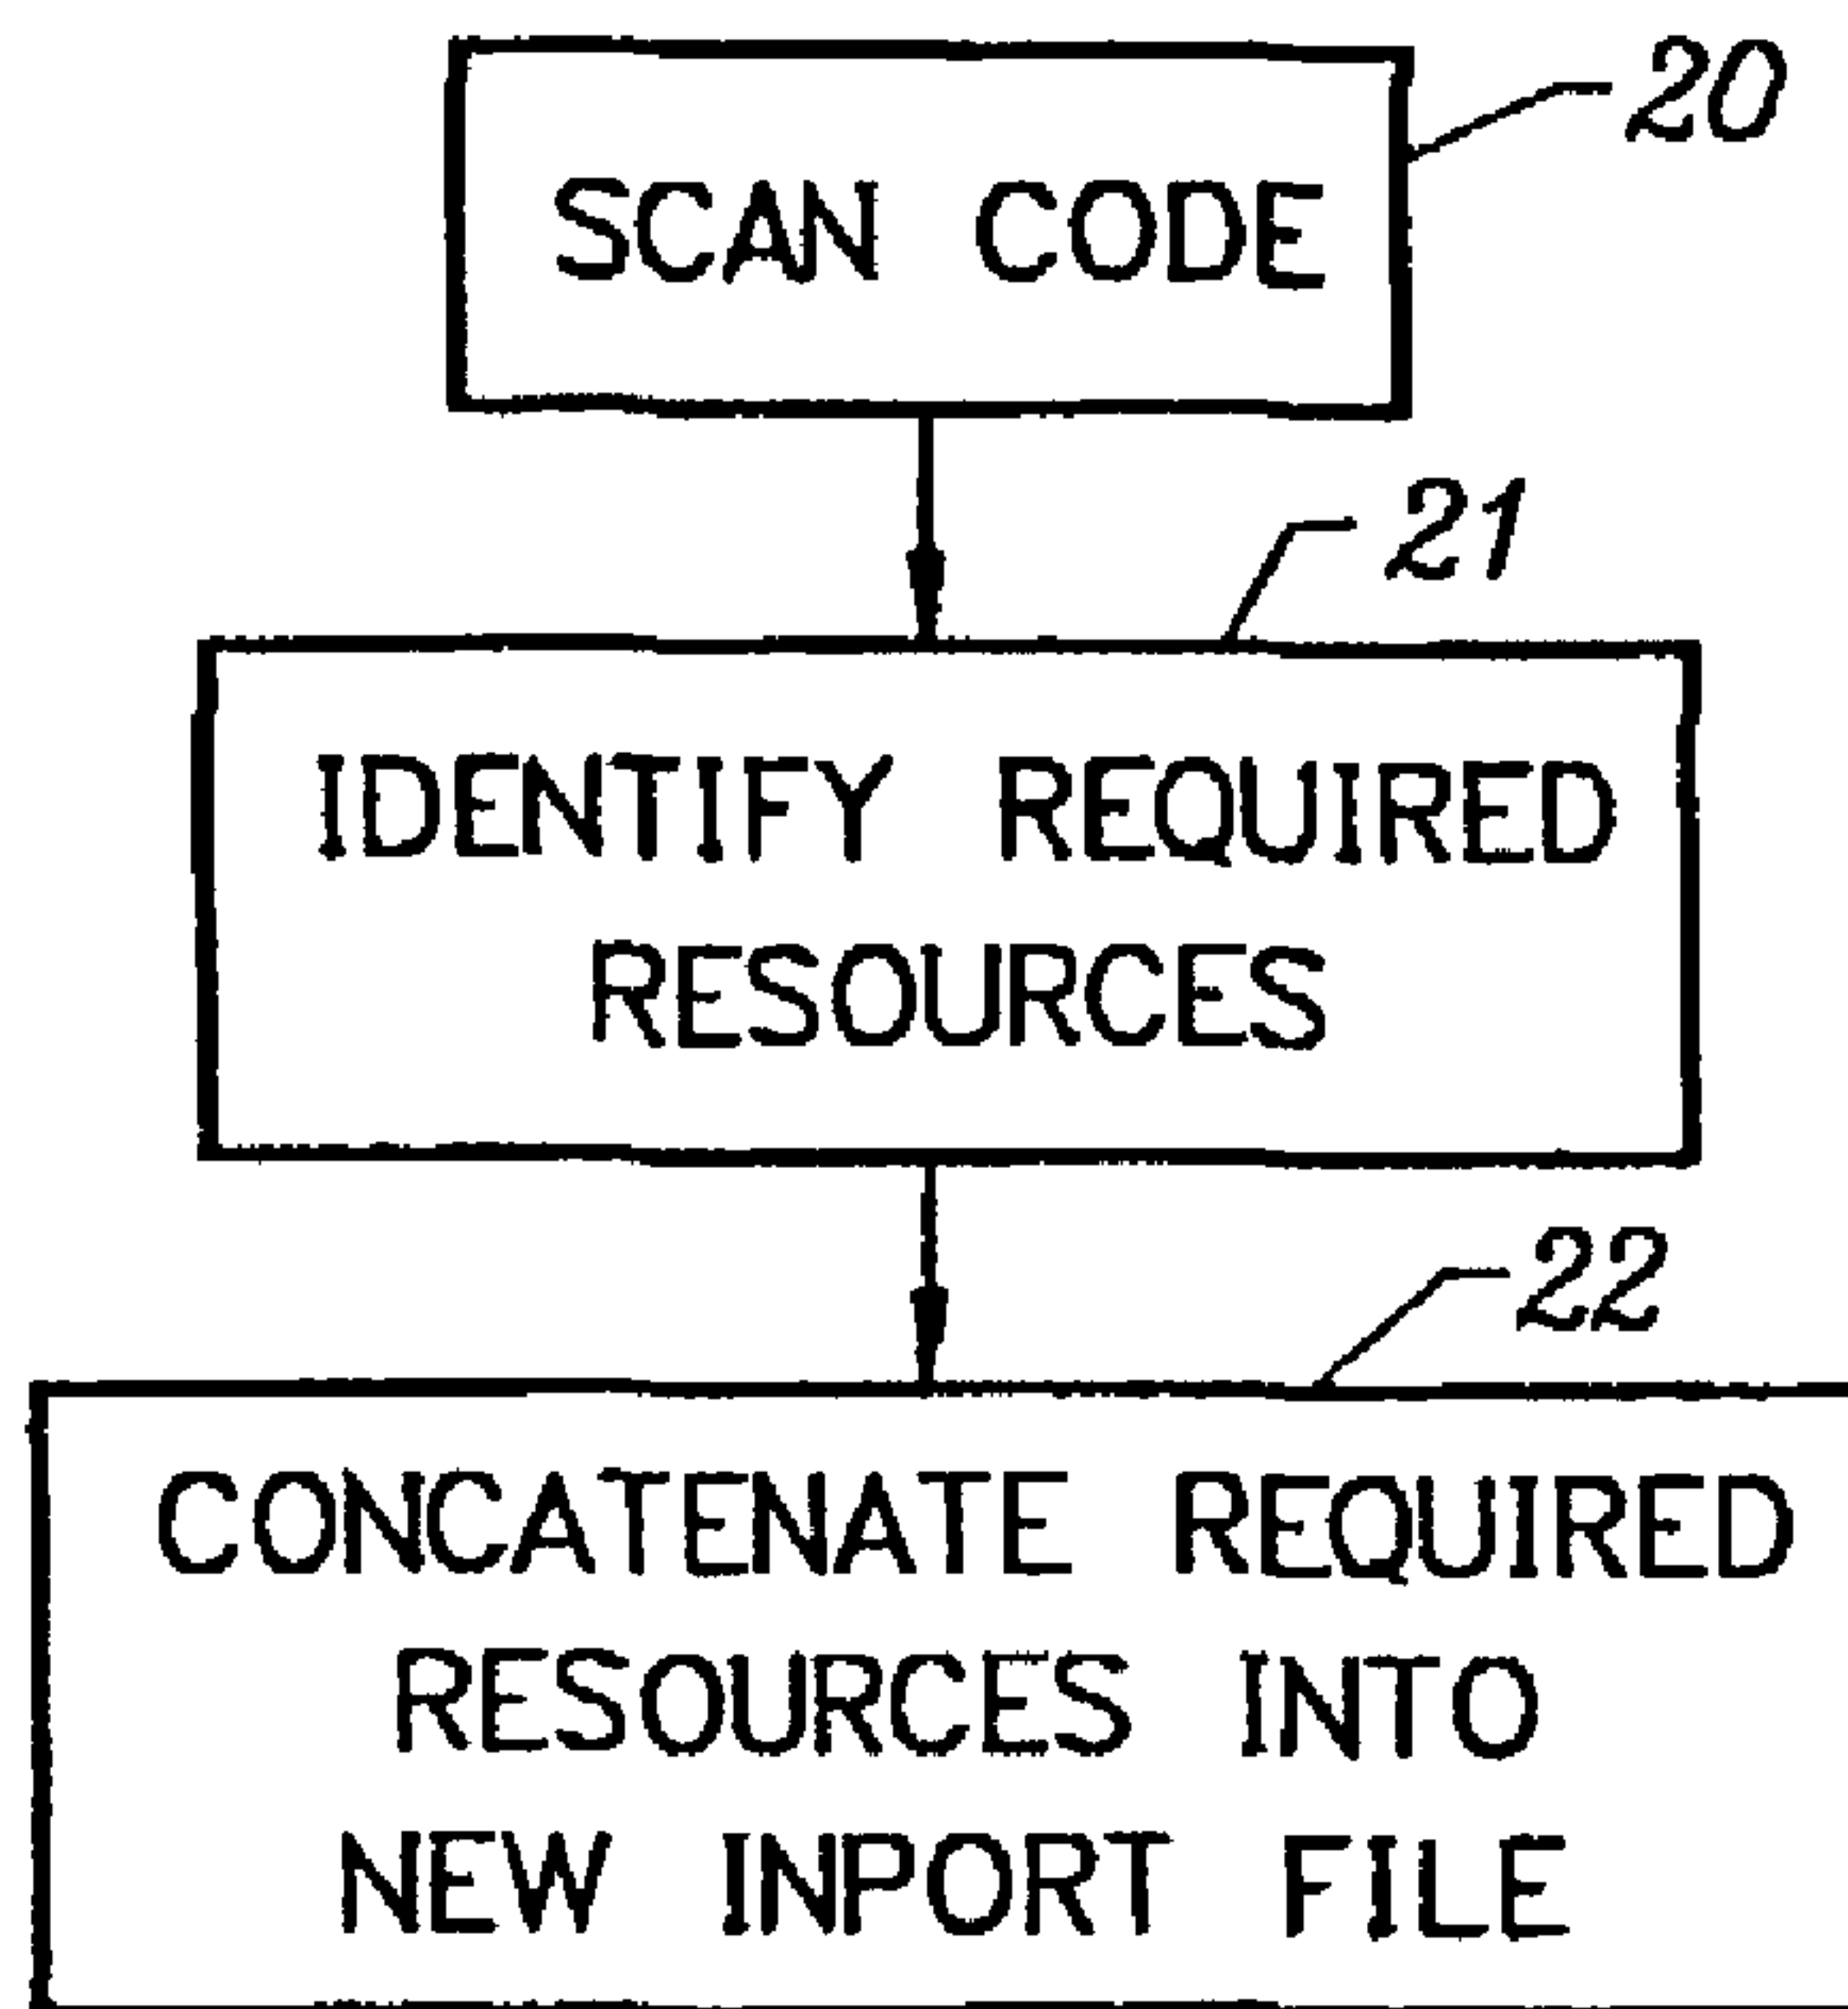 20
SCAN CODE
21
IDENTIFY REQUIRED
RESOURCES
22
CONCATENATE REQUIRED
RESOURCES INTO
NEW INPORT FILE